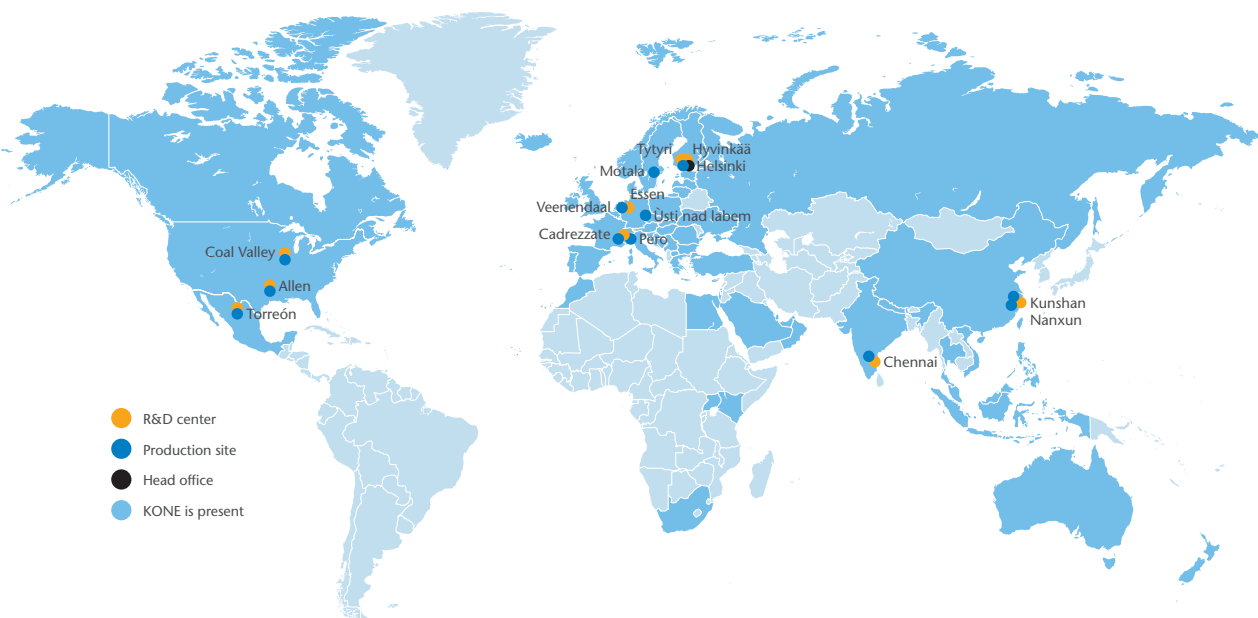 Tytyri
Hyvinkää
Motala
Helsinki
Essen
Veenendaal
Ùsti nad labem
Cadrezzate
Pero
Coal Valley
Allen
Torreón
Kunshan
Nanxun
Chennai
R&D center
Production site
Head office
KONE is present